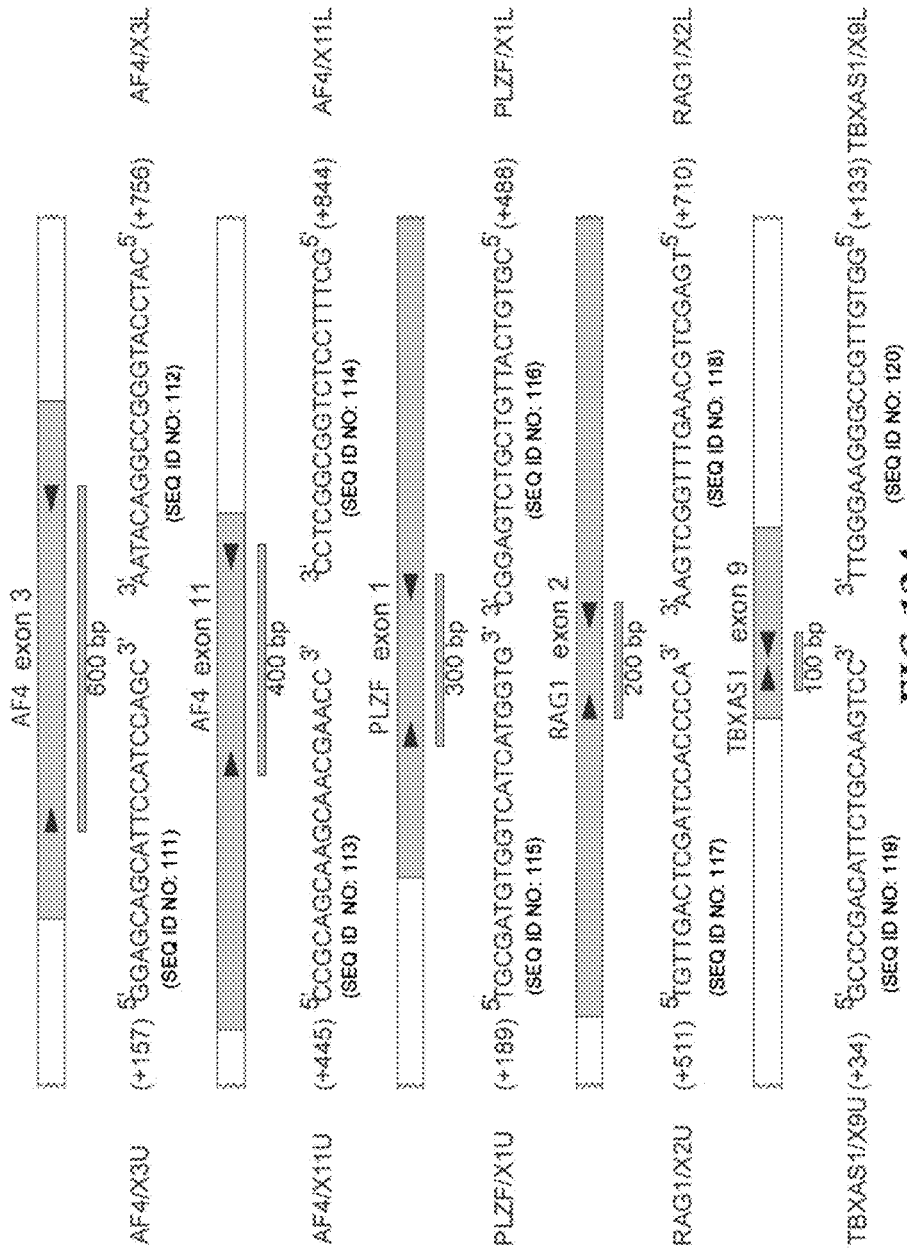 AF4 exon 3
600 bp
AF4/X3U (+157) 5'GGAGCAGCATTCCATCCAGC3' 3'AATACAGGCCGGGTACCTAC5' (+756) AF4/X3L
(SEQ ID NO: 111) (SEQ ID NO: 112)
AF4 exon 11
400 bp
AF4/X11U (+445) 5'CCGCAGCAAGCAACGAACC3' 3'CCTCGGCGGTCTCCTTTCG5' (+844) AF4/X11L
(SEQ ID NO: 113) (SEQ ID NO: 114)
PLZF exon 1
300 bp
PLZF/X1U (+189) 5'TGCGATGTGGTCATCATGGTG3' 3'CGGAGTCTGCTGTTACTGTGC5' (+488) PLZF/X1L
(SEQ ID NO: 115) (SEQ ID NO: 116)
RAG1 exon 2
200 bp
RAG1/X2U (+511) 5'TGTTGACTCGATCCACCCCA3' 3'AAGTCGGTTTGAACGTCGAGT5' (+710) RAG1/X2L
(SEQ ID NO: 117) (SEQ ID NO: 118)
TBXAS1 exon 9
100 bp
TBXAS1/X9U (+34) 5'GCCCGACATTCTGCAAGTCC3' 3'TTGGGAAGGGCCGTTGTGG5' (+133) TBXAS1/X9L
(SEQ ID NO: 119) (SEQ ID NO: 120)